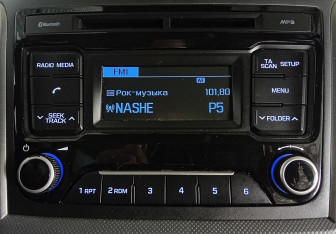 Bluetooth
MP3
RADIO MEDIA
FM1
AF
TA SCAN
SETUP
Рок-музыка 101,80
MENU
NASHE P5
SEEK TRACK
FOLDER
1 RPT
2 RDM
3
4
5
6